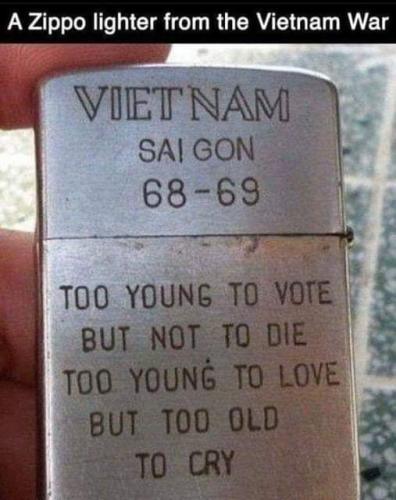 A Zippo lighter from the Vietnam War
VIETNAM
SAI GON
68-69
TOO YOUNG TO VOTE
BUT NOT TO DIE
TOO YOUNG TO LOVE
BUT TOO OLD
TO CRY